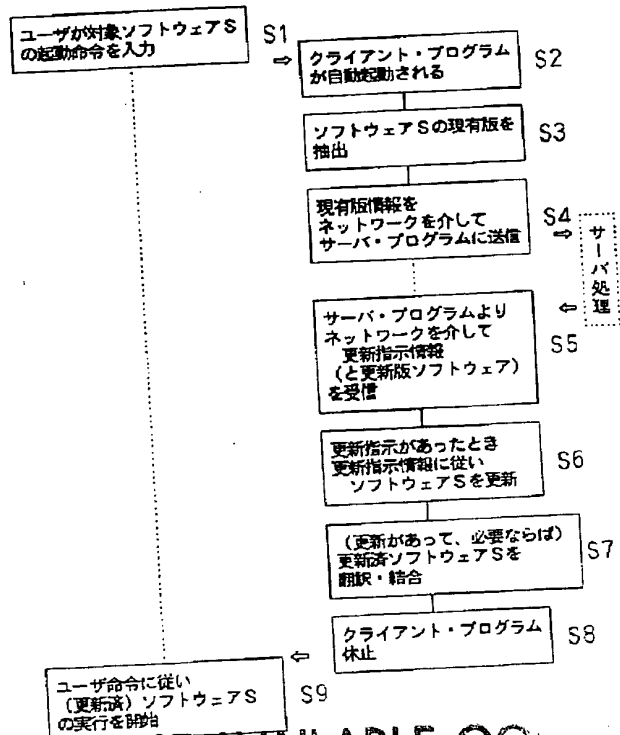 ユーザが対象ソフトウェアS
の起動命令を入力
S1
⇨
クライアント・プログラム
が自動起動される
S2
ソフトウェアSの現有版を
抽出
S3
現有版情報を
ネットワークを介して
サーバ・プログラムに送信
S4
⇨
サーバ処理
サーバ・プログラムより
ネットワークを介して
更新指示情報
(と更新版ソフトウェア)
を受信
⇦
S5
更新指示があったとき
更新指示情報に従い
ソフトウェアSを更新
S6
(更新があって、必要ならば)
更新済ソフトウェアSを
翻訳・結合
S7
クライアント・プログラム
休止
S8
⇦
ユーザ命令に従い
(更新済)ソフトウェアS
の実行を開始
S9